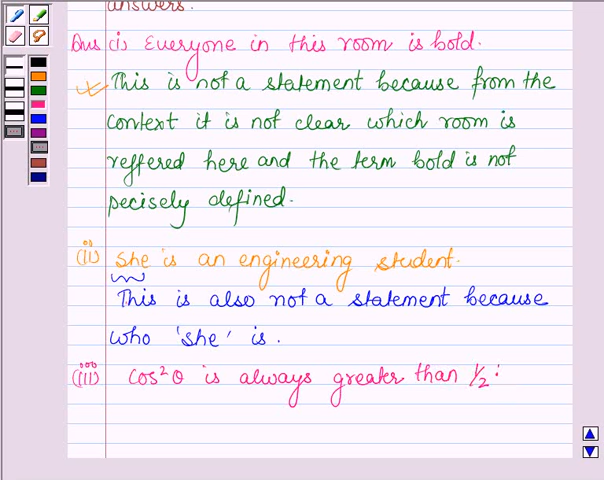 answers.
Ans (i) Everyone in this room is bold.
This is not a statement because from the
context it is not clear which room is
reffered here and the term bold is not
pecisely defined.
(ii) She is an engineering student.
This is also not a statement because
who 'she' is.
(iii) cos²θ is always greater than 1/2: